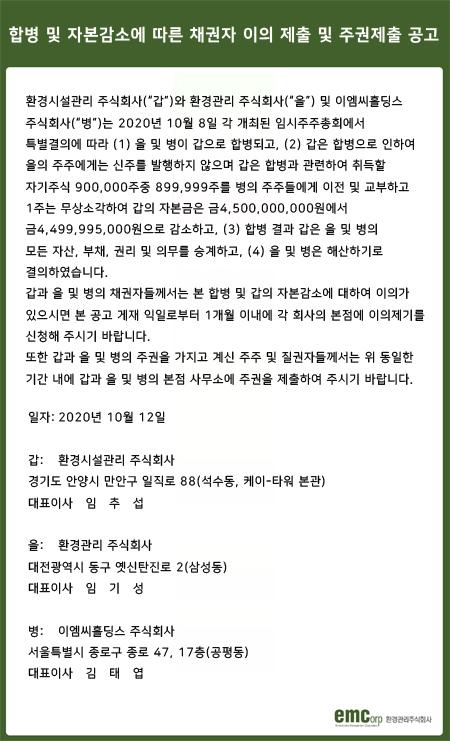 합병 및 자본감소에 따른 채권자 이의 제출 및 주권제출 공고
환경시설관리 주식회사("갑")와 환경관리 주식회사("을") 및 이엠씨홀딩스
주식회사("병")는 2020년 10월 8일 각 개최된 임시주주총회에서
특별결의에 따라 (1) 을 및 병이 갑으로 합병되고, (2) 갑은 합병으로 인하여
을의 주주에게는 신주를 발행하지 않으며 갑은 합병과 관련하여 취득할
자기주식 900,000주중 899,999주를 병의 주주들에게 이전 및 교부하고
1주는 무상소각하여 갑의 자본금은 금4,500,000,000원에서
금4,499,995,000원으로 감소하고, (3) 합병 결과 갑은 을 및 병의
모든 자산, 부채, 권리 및 의무를 승계하고, (4) 을 및 병은 해산하기로
결의하였습니다.
갑과 을 및 병의 채권자들께서는 본 합병 및 갑의 자본감소에 대하여 이의가
있으시면 본 공고 게재 익일로부터 1개월 이내에 각 회사의 본점에 이의제기를
신청해 주시기 바랍니다.
또한 갑과 을 및 병의 주권을 가지고 계신 주주 및 질권자들께서는 위 동일한
기간 내에 갑과 을 및 병의 본점 사무소에 주권을 제출하여 주시기 바랍니다.
일자: 2020년 10월 12일
갑: 환경시설관리 주식회사
경기도 안양시 만안구 일직로 88(석수동, 케이-타워 본관)
대표이사 임 추 섭
을: 환경관리 주식회사
대전광역시 동구 옛신탄진로 2(삼성동)
대표이사 임 기 성
병: 이엠씨홀딩스 주식회사
서울특별시 종로구 종로 47, 17층(공평동)
대표이사 김 태 엽
emCorp 환경관리주식회사